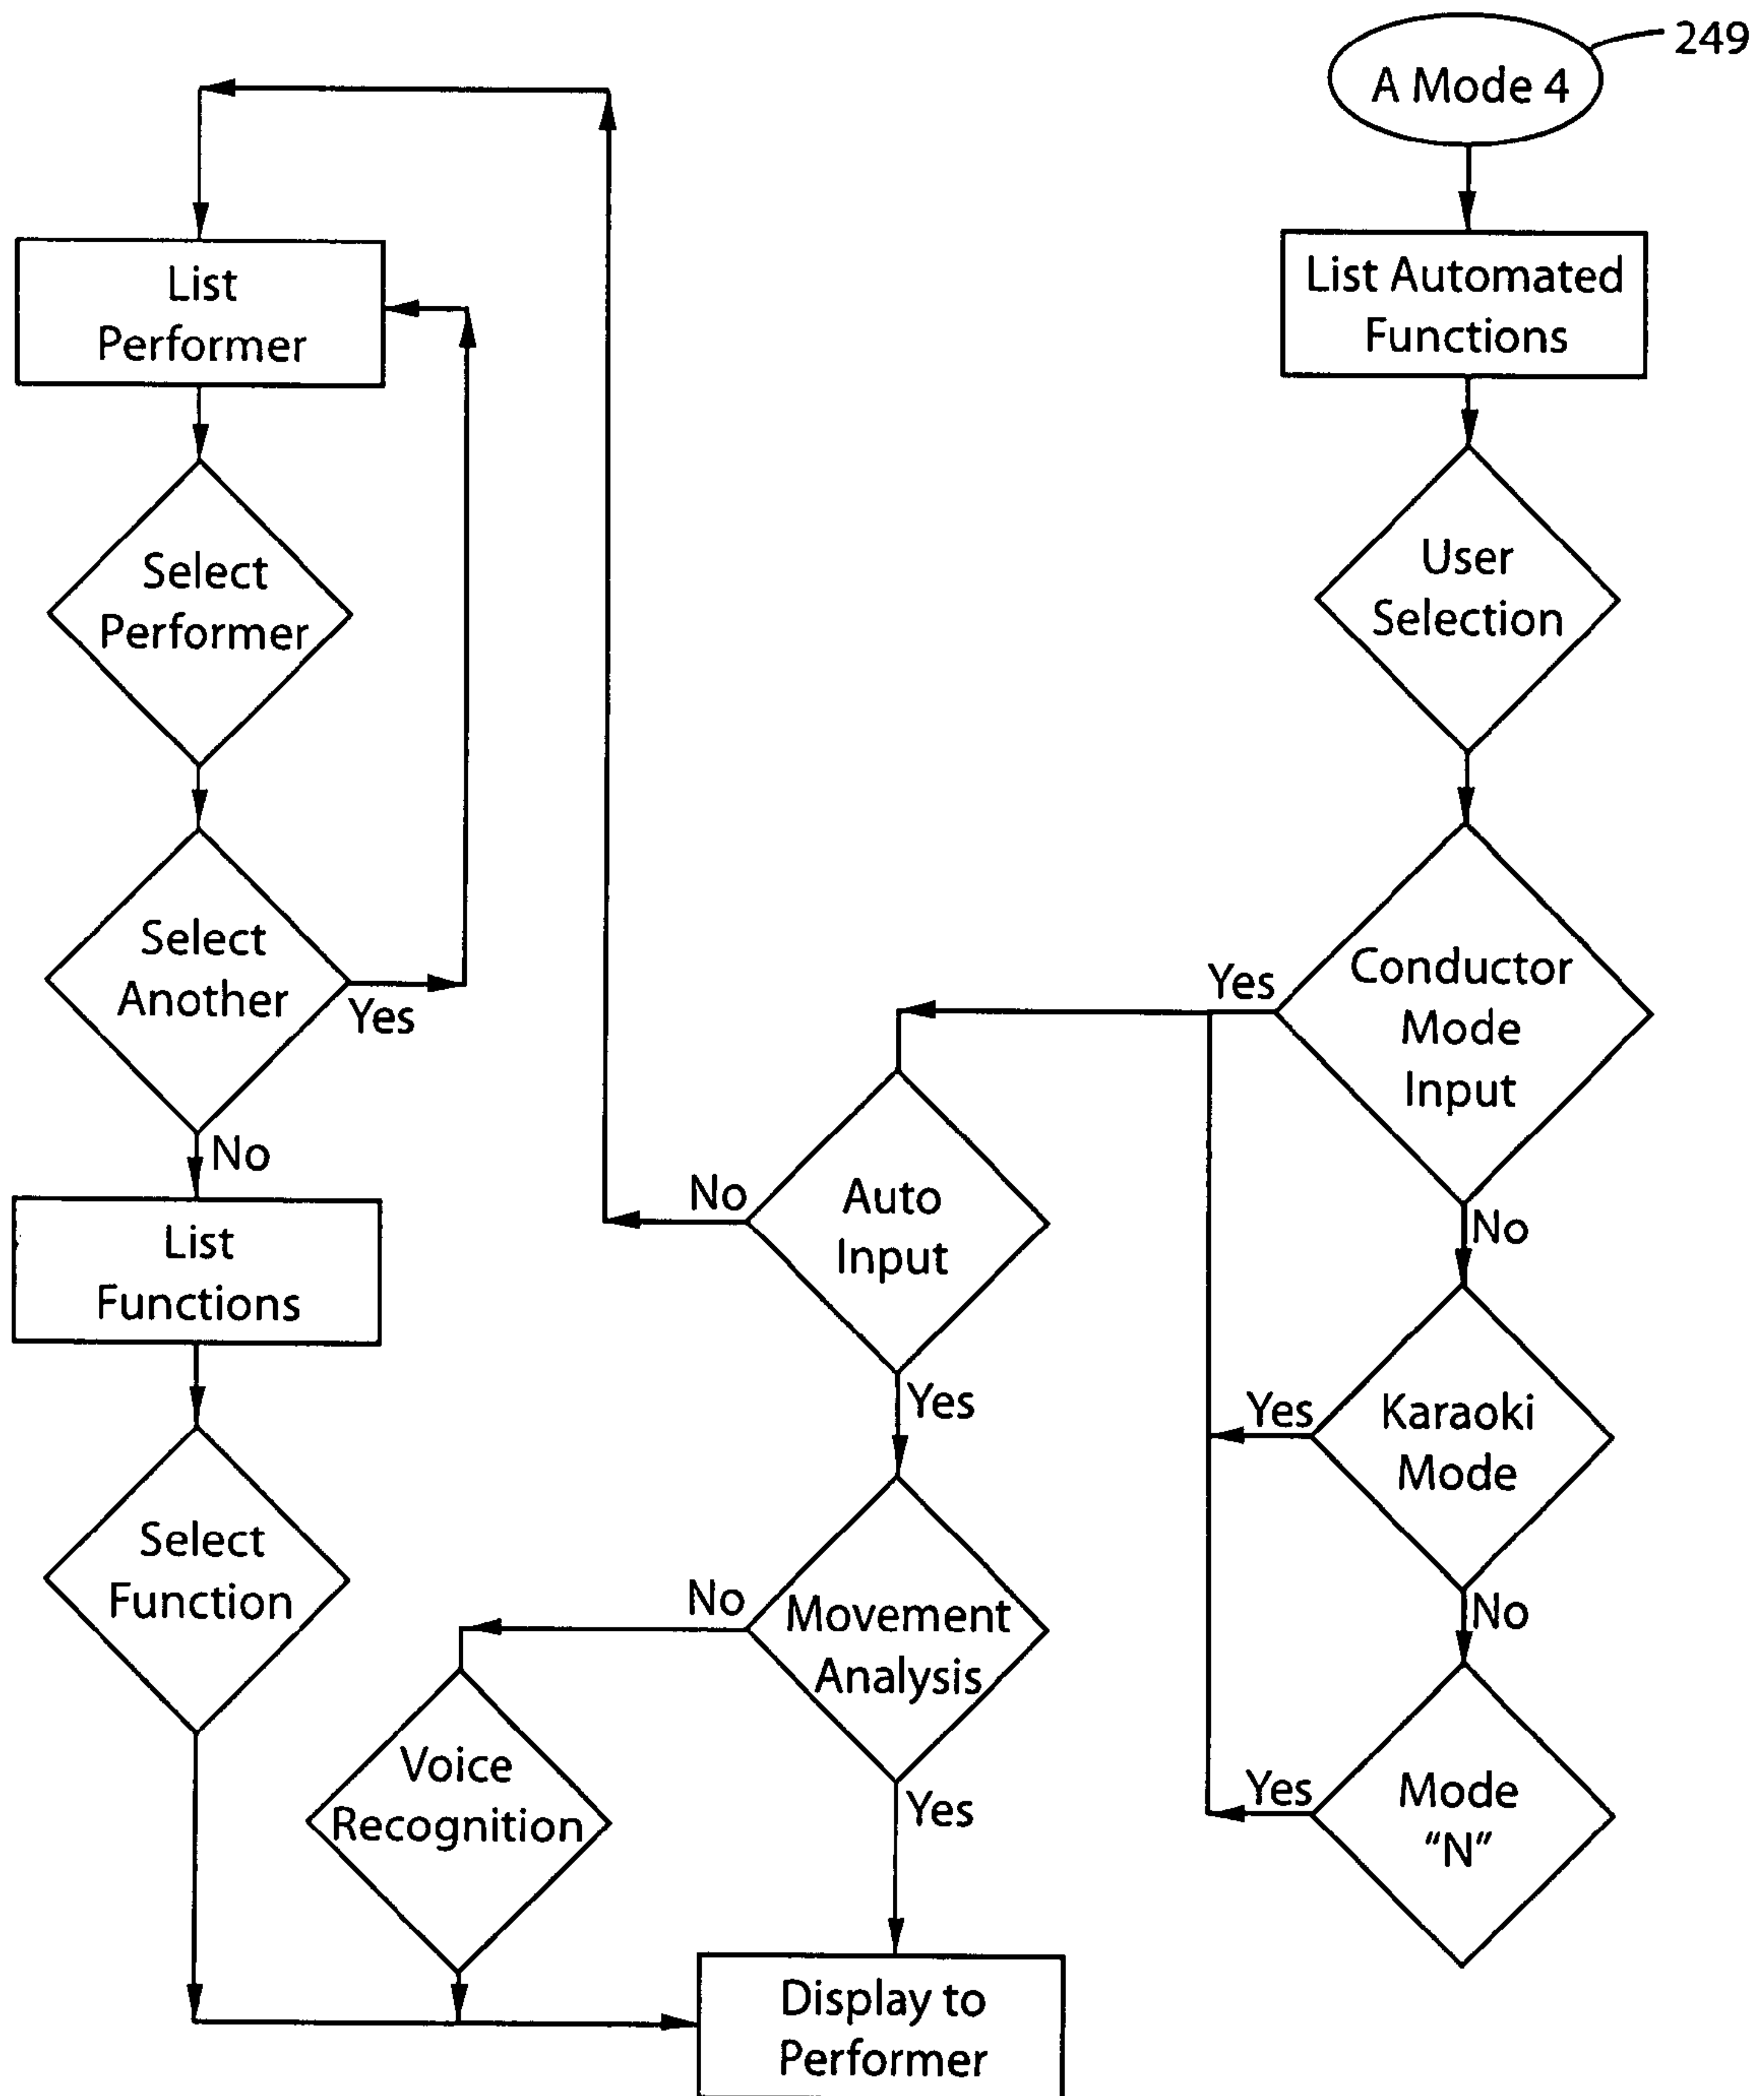 249
A Mode 4
List Automated
Functions
User
Selection
Conductor
Mode
Input
Yes
No
Karaoki
Mode
Yes
No
Mode
“N”
Yes
Auto
Input
No
Yes
Movement
Analysis
No
Yes
Voice
Recognition
List
Performer
Select
Performer
Select
Another
Yes
No
List
Functions
Select
Function
Display to
Performer